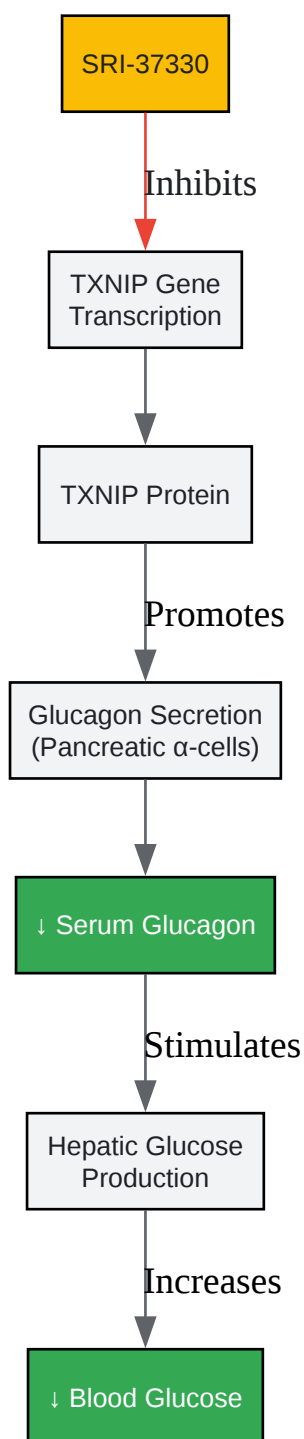 SRI-37330
Inhibits
TXNIP Gene
Transcription
TXNIP Protein
Promotes
Glucagon Secretion
(Pancreatic α-cells)
↓ Serum Glucagon
Stimulates
Hepatic Glucose
Production
Increases
↓ Blood Glucose